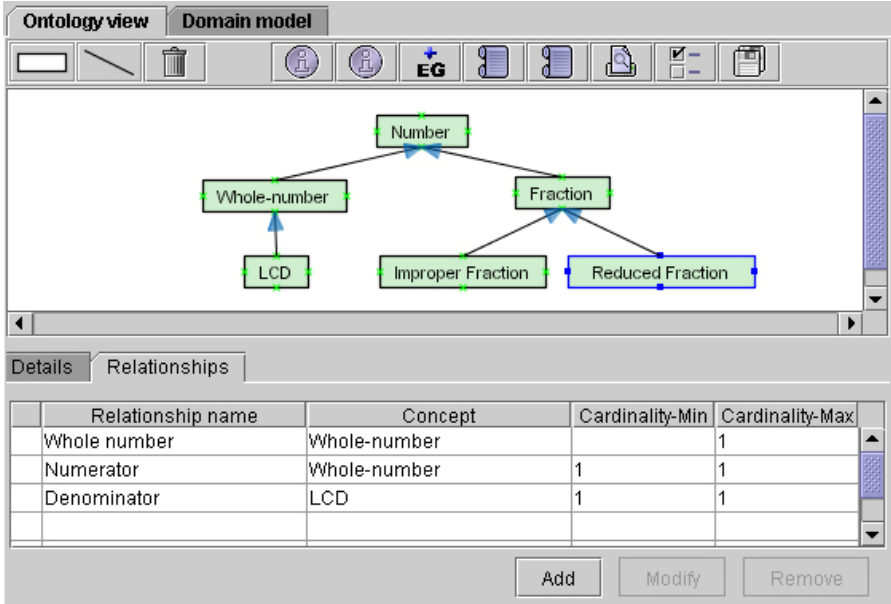 Ontology view Domain model
EG
Number
Whole-number Fraction
LCD Improper Fraction Reduced Fraction
Details Relationships
Relationship name Concept Cardinality-Min Cardinality-Max
Whole number Whole-number 1
Numerator Whole-number 1 1
Denominator LCD 1 1
Add Modify Remove